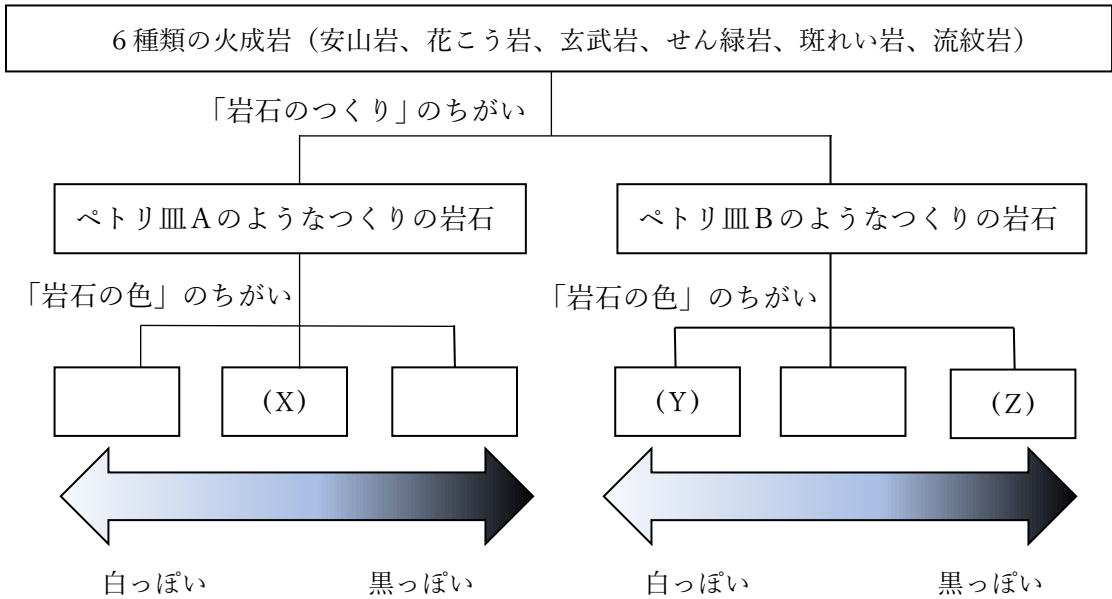 6種類の火成岩（安山岩、花こう岩、玄武岩、せん緑岩、斑れい岩、流紋岩）
「岩石のつくり」のちがい
ペトリ皿Aのようなつくりの岩石
ペトリ皿Bのようなつくりの岩石
「岩石の色」のちがい
「岩石の色」のちがい
(X)
(Y)
(Z)
白っぽい
黒っぽい
白っぽい
黒っぽい